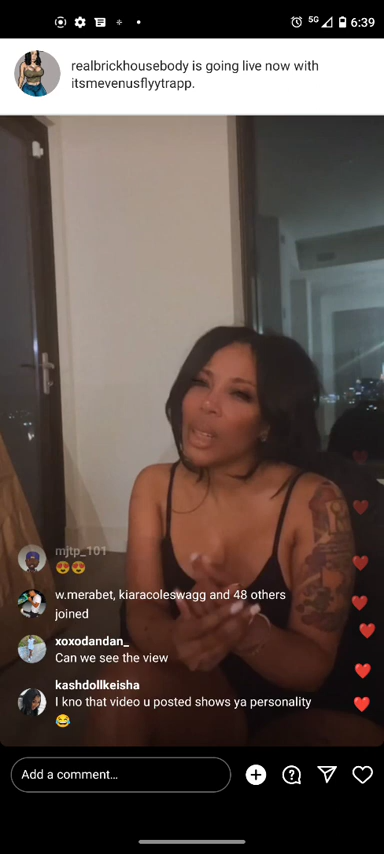 5G 6:39
realbrickhousebody is going live now with
itsmevenusflyytrapp.
mjtp_101
😍😍
w.merabet, kiaracoleswagg and 48 others
joined
xoxodandan_
Can we see the view
kashdollkeisha
I kno that video u posted shows ya personality
😂
Add a comment...